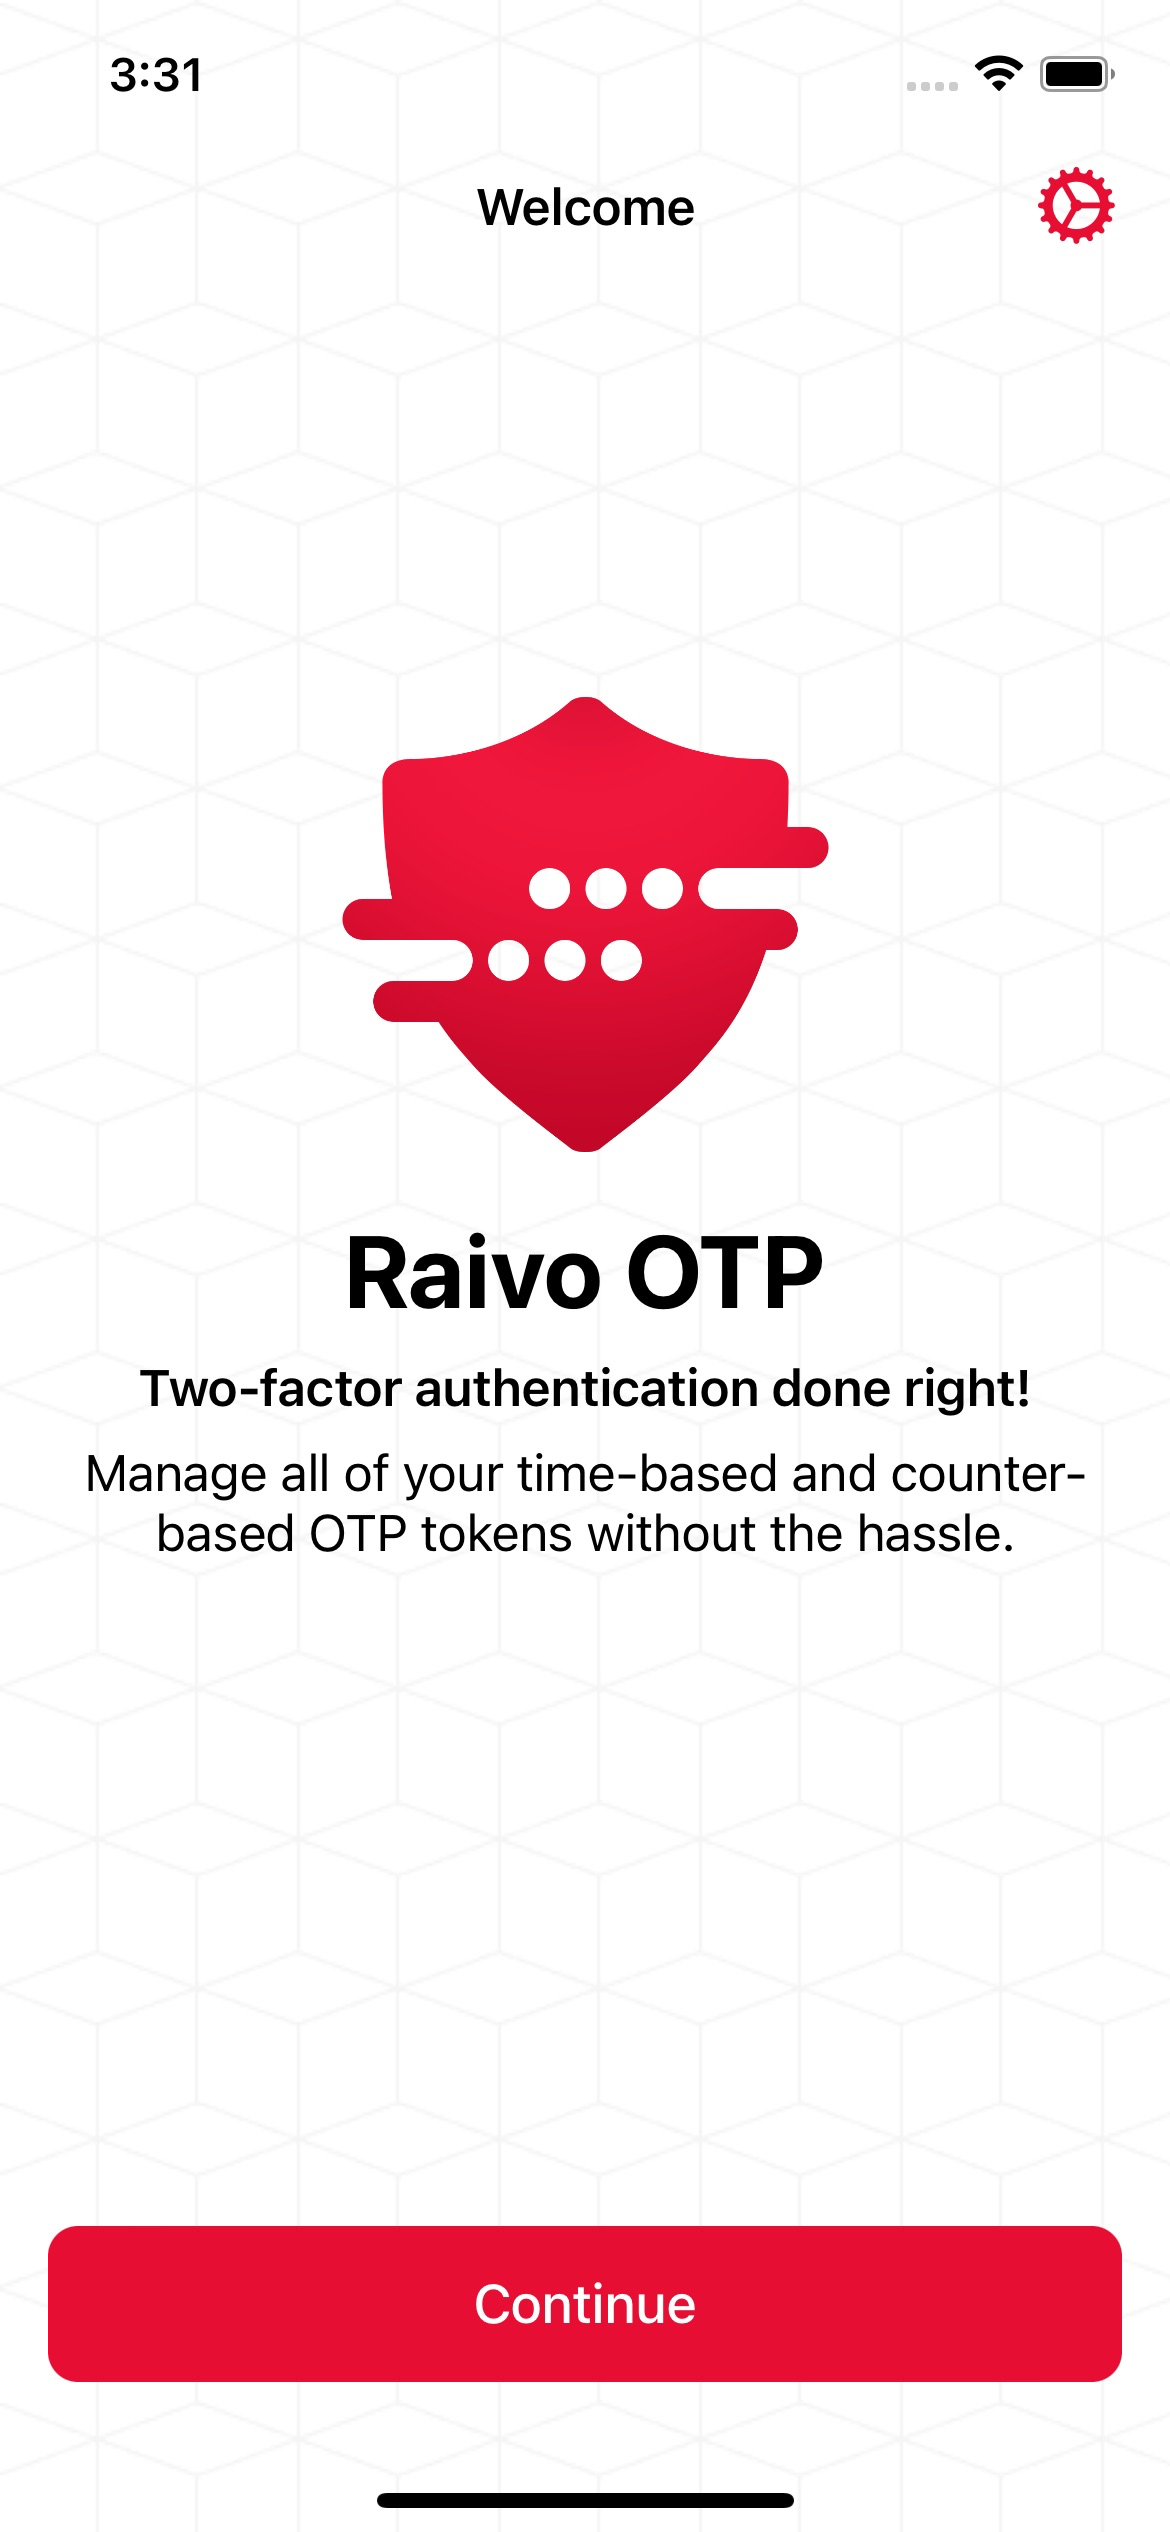 3:31
Welcome
Raivo OTP
Two-factor authentication done right!
Manage all of your time-based and counter-
based OTP tokens without the hassle.
Continue